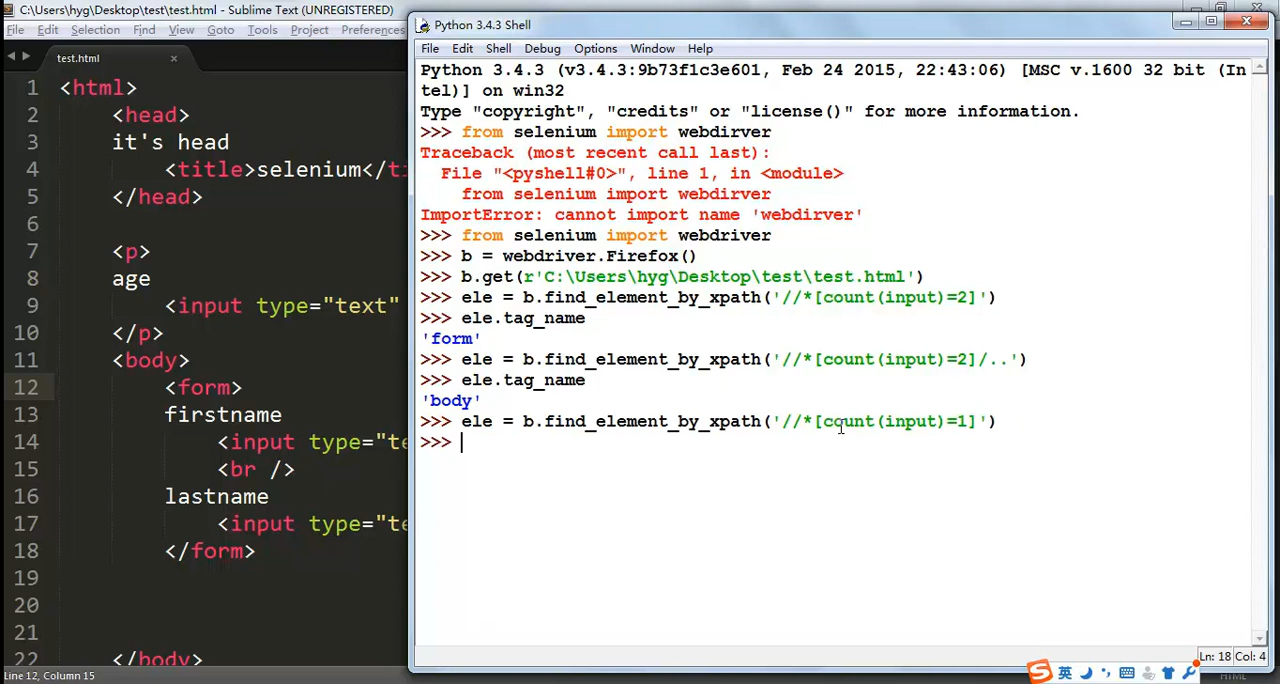 C:\Users\hyg\Desktop\test\test.html - Sublime Text (UNREGISTERED)
File Edit Selection Find View Goto Tools Project Preferences
test.html ×
1 <html>
2 <head>
3 it's head
4 <title>selenium</ti
5 </head>
6
7 <p>
8 age
9 <input type="text"
10 </p>
11 <body>
12 <form>
13 firstname
14 <input type="te
15 <br />
16 lastname
17 <input type="te
18 </form>
19
20
21
22 </body>
Line 12, Column 15
Python 3.4.3 Shell
File Edit Shell Debug Options Window Help
Python 3.4.3 (v3.4.3:9b73f1c3e601, Feb 24 2015, 22:43:06) [MSC v.1600 32 bit (In
tel)] on win32
Type "copyright", "credits" or "license()" for more information.
>>> from selenium import webdirver
Traceback (most recent call last):
File "<pyshell#0>", line 1, in <module>
from selenium import webdirver
ImportError: cannot import name 'webdirver'
>>> from selenium import webdriver
>>> b = webdriver.Firefox()
>>> b.get(r'C:\Users\hyg\Desktop\test\test.html')
>>> ele = b.find_element_by_xpath('//*[count(input)=2]')
>>> ele.tag_name
'form'
>>> ele = b.find_element_by_xpath('//*[count(input)=2]/..')
>>> ele.tag_name
'body'
>>> ele = b.find_element_by_xpath('//*[count(input)=1]')
>>>
Ln: 18 Col: 4
S 英
HTML